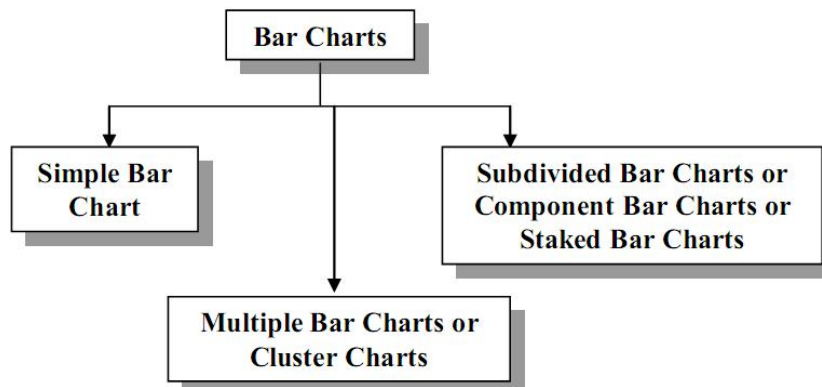 Bar Charts
Simple Bar
Chart
Subdivided Bar Charts or
Component Bar Charts or
Staked Bar Charts
Multiple Bar Charts or
Cluster Charts